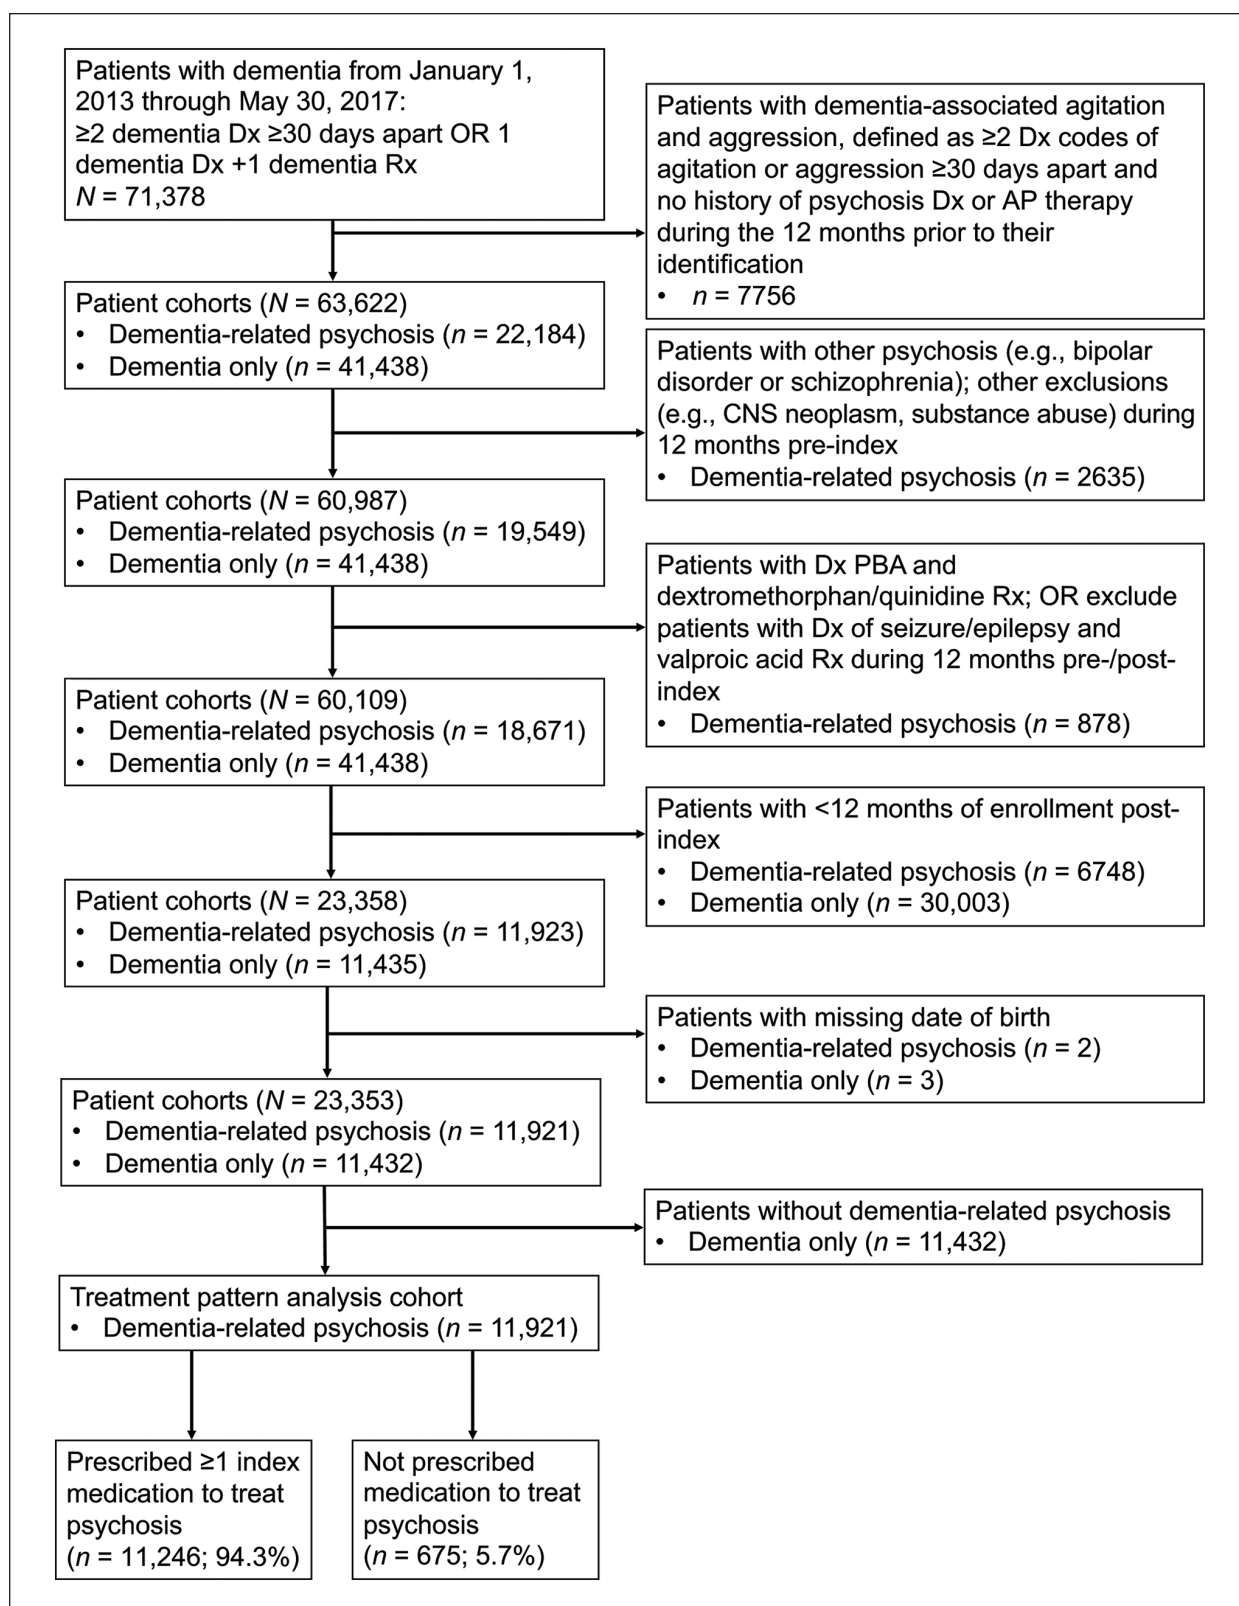 Patients with dementia from January 1,
2013 through May 30, 2017:
≥2 dementia Dx ≥30 days apart OR 1
dementia Dx +1 dementia Rx
N = 71,378
Patients with dementia-associated agitation
and aggression, defined as ≥2 Dx codes of
agitation or aggression ≥30 days apart and
no history of psychosis Dx or AP therapy
during the 12 months prior to their
identification
• n = 7756
Patient cohorts (N = 63,622)
• Dementia-related psychosis (n = 22,184)
• Dementia only (n = 41,438)
Patients with other psychosis (e.g., bipolar
disorder or schizophrenia); other exclusions
(e.g., CNS neoplasm, substance abuse) during
12 months pre-index
• Dementia-related psychosis (n = 2635)
Patient cohorts (N = 60,987)
• Dementia-related psychosis (n = 19,549)
• Dementia only (n = 41,438)
Patients with Dx PBA and
dextromethorphan/quinidine Rx; OR exclude
patients with Dx of seizure/epilepsy and
valproic acid Rx during 12 months pre-/post-
index
• Dementia-related psychosis (n = 878)
Patient cohorts (N = 60,109)
• Dementia-related psychosis (n = 18,671)
• Dementia only (n = 41,438)
Patients with <12 months of enrollment post-
index
• Dementia-related psychosis (n = 6748)
• Dementia only (n = 30,003)
Patient cohorts (N = 23,358)
• Dementia-related psychosis (n = 11,923)
• Dementia only (n = 11,435)
Patients with missing date of birth
• Dementia-related psychosis (n = 2)
• Dementia only (n = 3)
Patient cohorts (N = 23,353)
• Dementia-related psychosis (n = 11,921)
• Dementia only (n = 11,432)
Patients without dementia-related psychosis
• Dementia only (n = 11,432)
Treatment pattern analysis cohort
• Dementia-related psychosis (n = 11,921)
Prescribed ≥1 index
medication to treat
psychosis
(n = 11,246; 94.3%)
Not prescribed
medication to treat
psychosis
(n = 675; 5.7%)